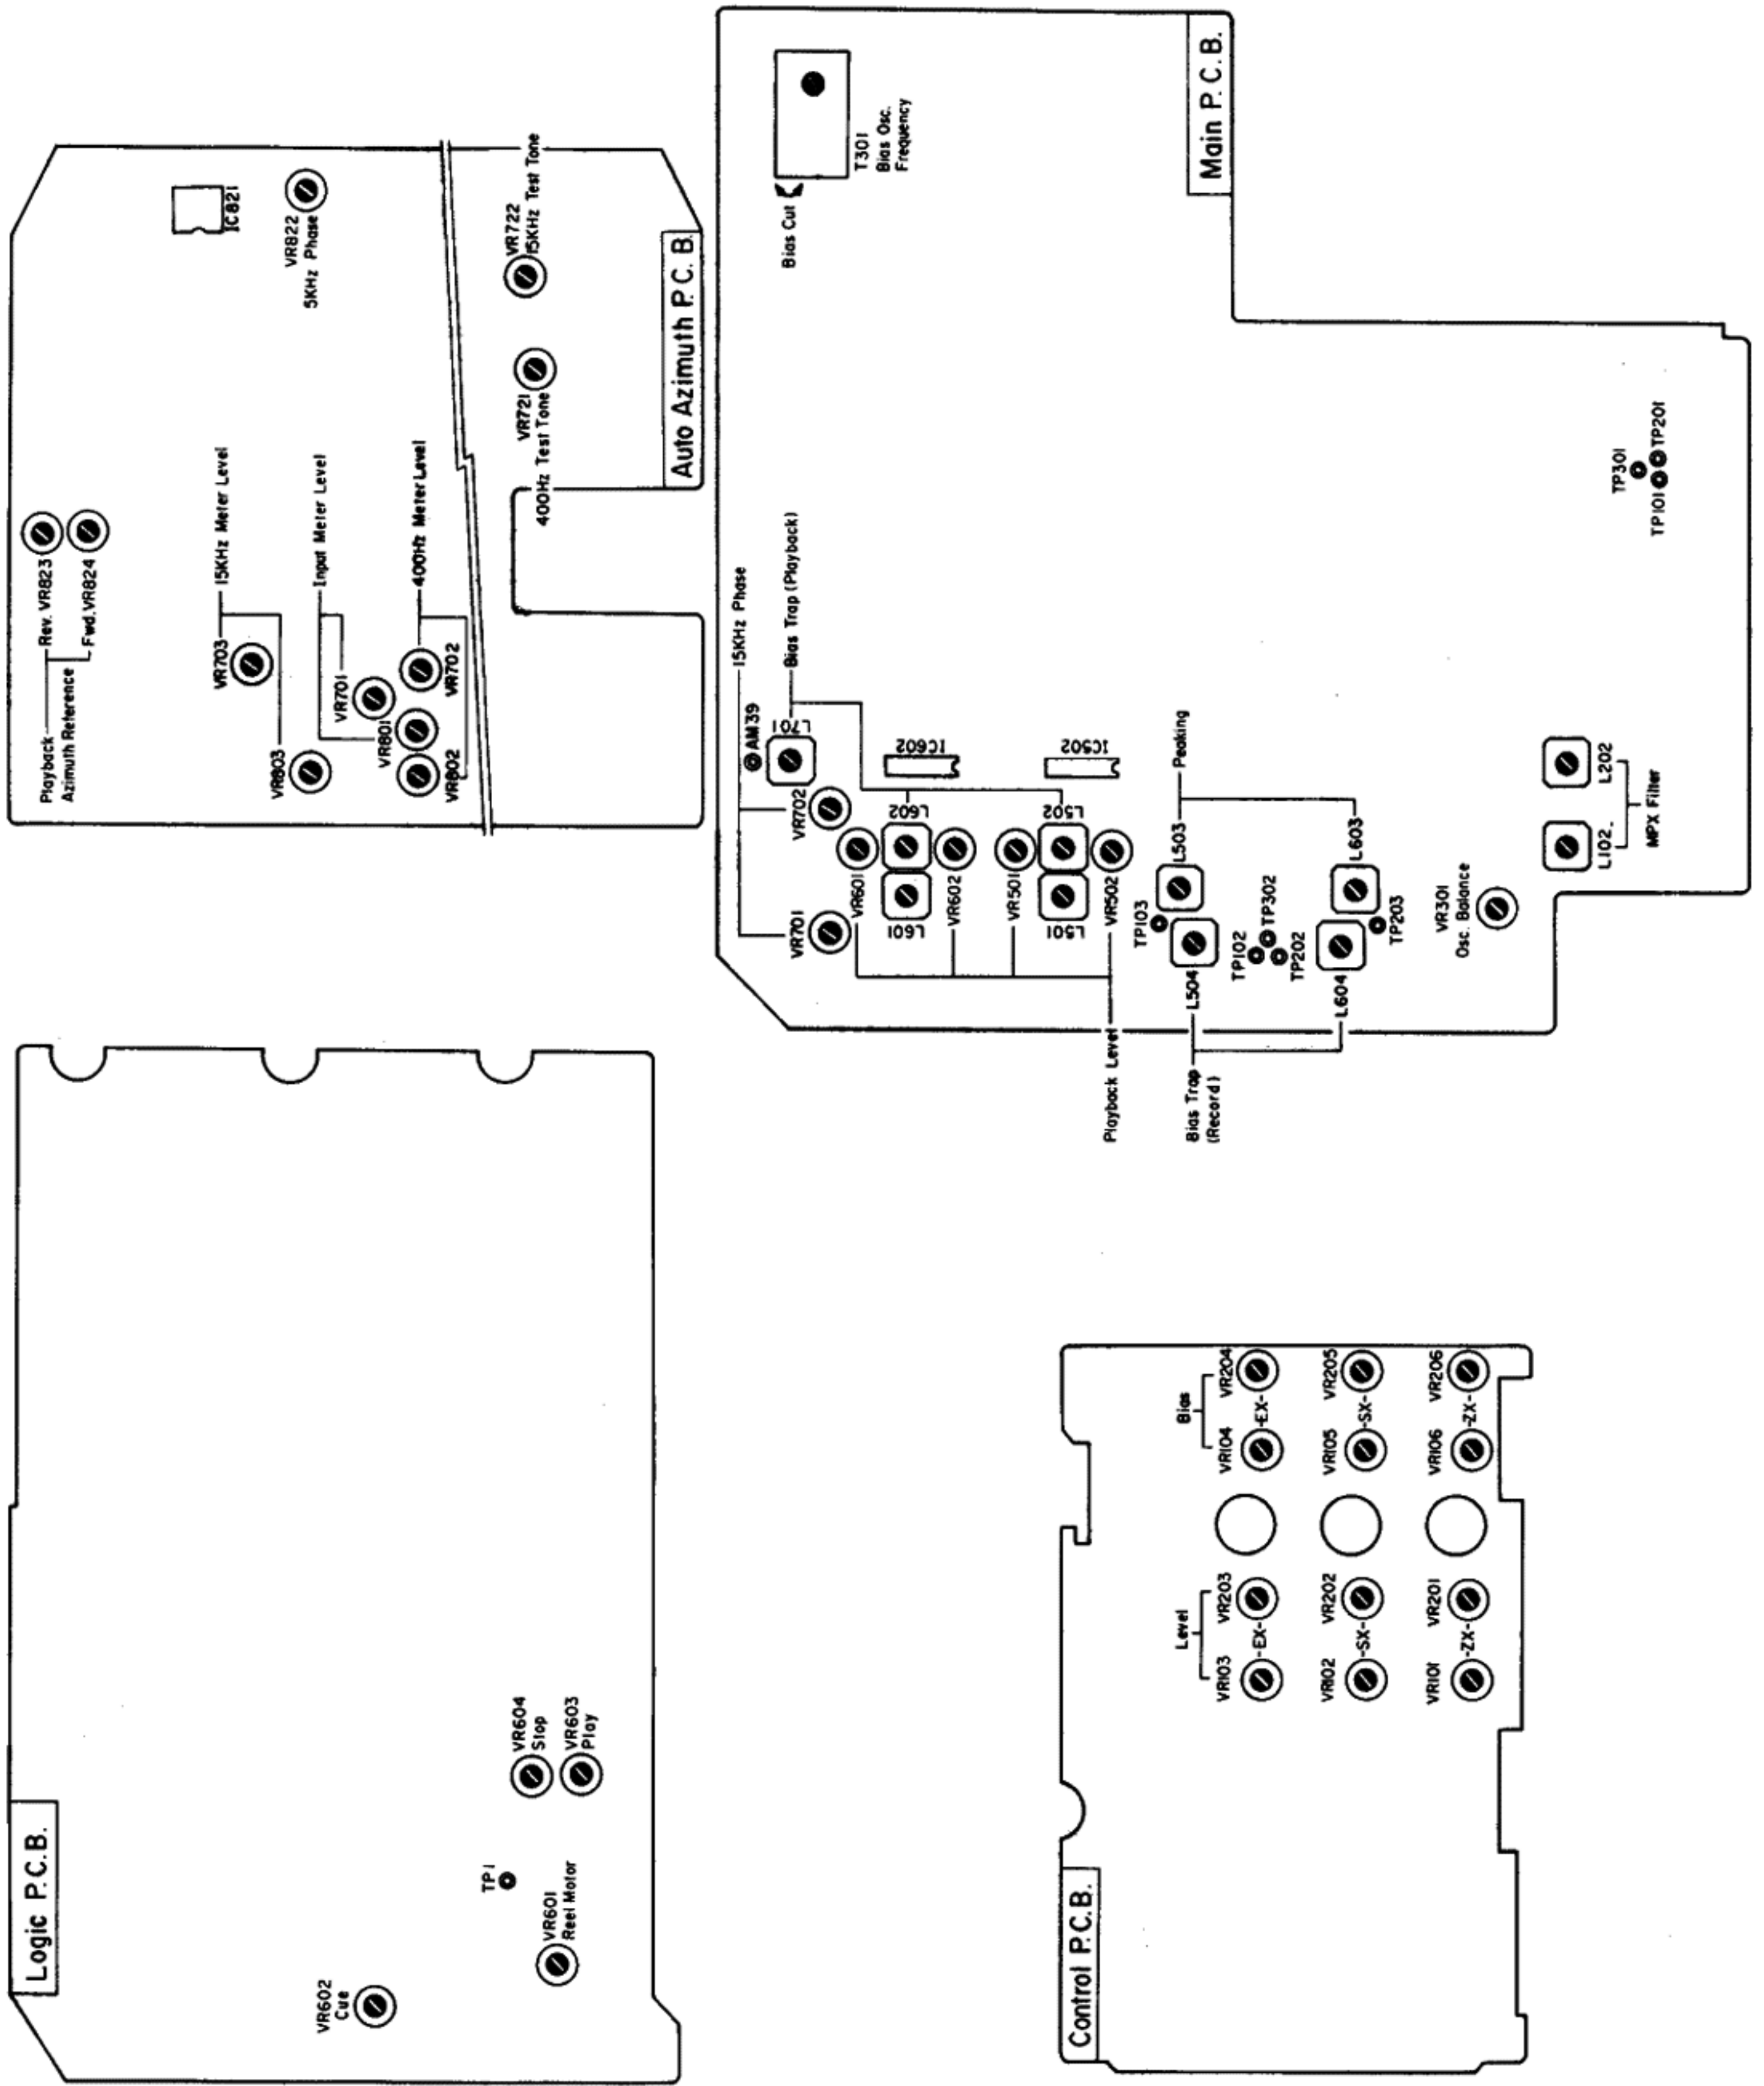 Logic P.C.B.
VR602
Cue
TP1
VR601
Reel Motor
VR604
Stop
VR603
Play
Playback
Azimuth Reference
Rev. VR823
Fwd. VR824
IC821
VR822
5KHz Phase
VR703
15KHz Meter Level
VR803
VR701
Input Meter Level
VR801
400Hz Meter Level
VR702
VR802
VR722
15KHz Test Tone
VR721
400Hz Test Tone
Auto Azimuth P.C.B.
Control P.C.B.
Level
VR103
VR203
-EX-
VR102
VR202
-SX-
VR101
VR201
-ZX-
Bias
VR104
VR204
-EX-
VR105
VR205
-SX-
VR106
VR206
-ZX-
Main P.C.B.
15KHz Phase
AM39
VR701
VR702
L701
Bias Trap (Playback)
Bias Cut
T301
Bias Osc.
Frequency
VR601
L601
L602
IC602
VR602
VR501
L501
L502
IC502
VR502
Playback Level
TP103
L503
Peaking
L504
Bias Trap
(Record)
TP102
TP302
TP202
L603
L604
TP203
VR301
Osc. Balance
L102
L202
MPX Filter
TP301
TP101
TP201